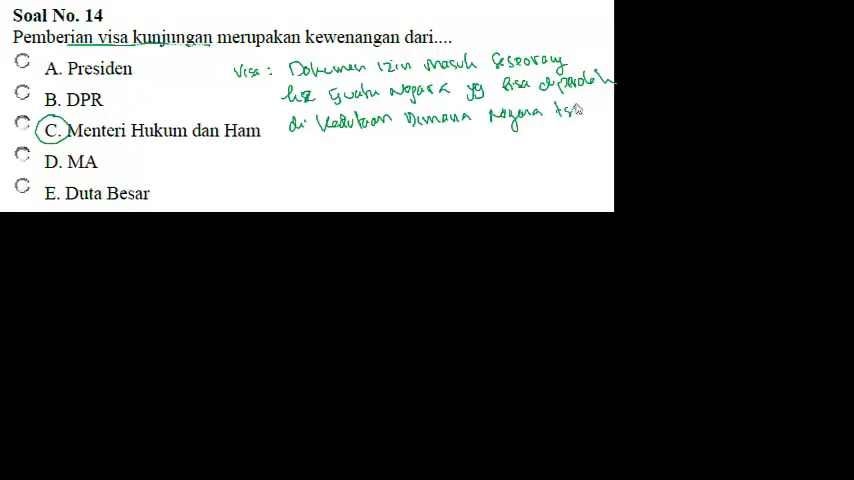 Soal No. 14
Pemberian visa kunjungan merupakan kewenangan dari....
A. Presiden
Visa : Dokumen izin masuk seseorang
ke suatu Negara yg bisa diperoleh
B. DPR
di kedutaan Dimana Negara ts
C. Menteri Hukum dan Ham
D. MA
E. Duta Besar